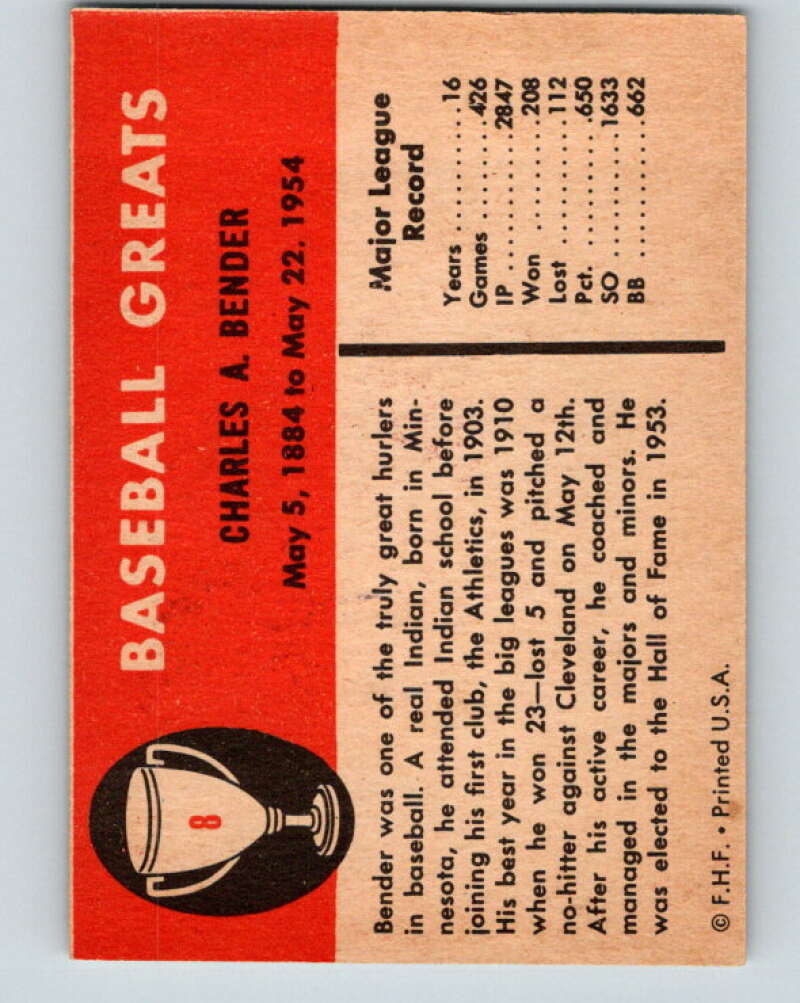 8
BASEBALL GREATS
CHARLES A. BENDER
May 5, 1884 to May 22, 1954
Bender was one of the truly great hurlers
in baseball. A real Indian, born in Min-
nesota, he attended Indian school before
joining his first club, the Athletics, in 1903.
His best year in the big leagues was 1910
when he won 23—lost 5 and pitched a
no-hitter against Cleveland on May 12th.
After his active career, he coached and
managed in the majors and minors. He
was elected to the Hall of Fame in 1953.
Major League
Record
Years ............ 16
Games ........... 426
IP ............... 2847
Won ............ 208
Lost ............ 112
Pct. ............. .650
SO ............. 1633
BB .............. 662
© F.H.F. • Printed U.S.A.